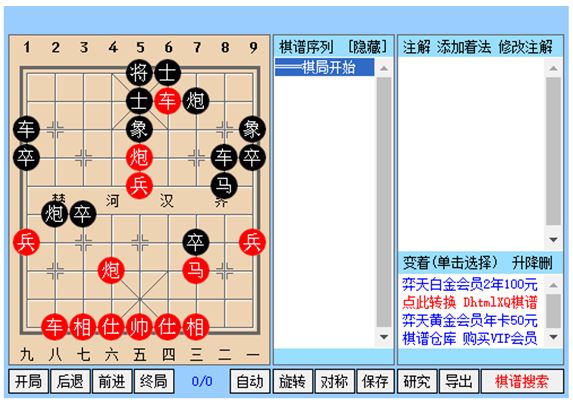 1 2 3 4 5 6 7 8 9
将 士
士 车 炮
车 象 象
卒 炮 车 卒
兵 马
楚 河 汉 界
炮 卒
兵 卒 兵
炮 马
车 相 仕 帅 仕 相
九 八 七 六 五 四 三 二 一
棋谱序列 [隐藏]
===棋局开始
注解 添加着法 修改注解
变着(单击选择) 升降删
弈天白金会员2年100元
点此转换 DhtmlXQ棋谱
弈天黄金会员年卡50元
棋谱仓库 购买VIP会员
开局 后退 前进 终局 0/0 自动 旋转 对称 保存 研究 导出 棋谱搜索